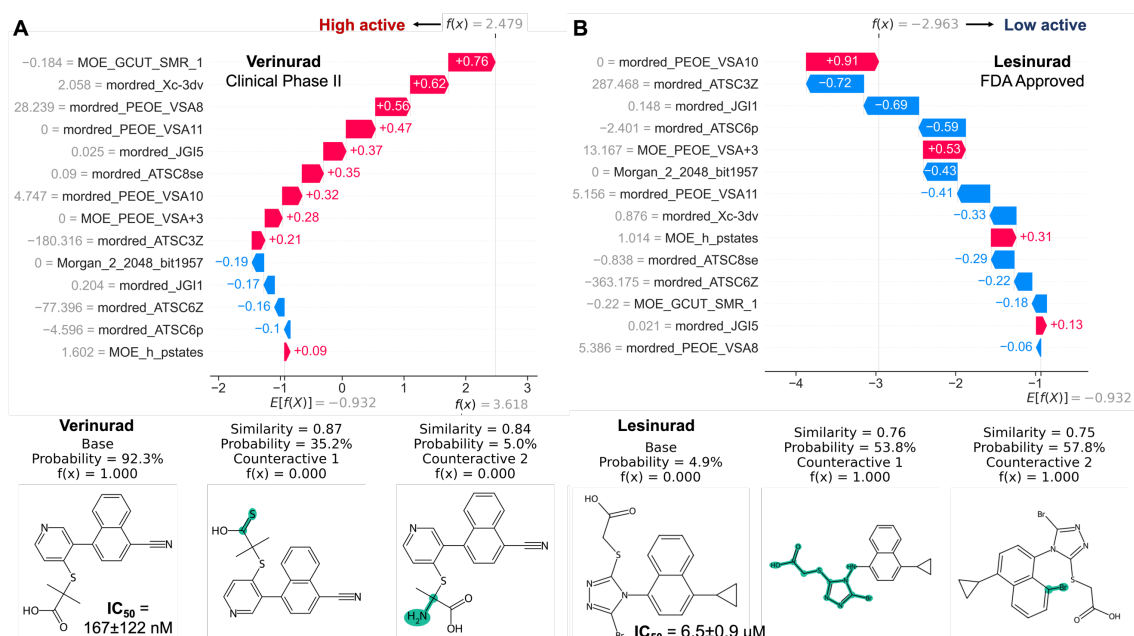 A
High active
f(x) = 2.479
Verinurad
Clinical Phase II
−0.184 = MOE_GCUT_SMR_1
+0.76
2.058 = mordred_Xc-3dv
+0.62
28.239 = mordred_PEOE_VSA8
+0.56
0 = mordred_PEOE_VSA11
+0.47
0.025 = mordred_JGI5
+0.37
0.09 = mordred_ATSC8se
+0.35
4.747 = mordred_PEOE_VSA10
+0.32
0 = MOE_PEOE_VSA+3
+0.28
−180.316 = mordred_ATSC3Z
+0.21
0 = Morgan_2_2048_bit1957
−0.19
0.204 = mordred_JGI1
−0.17
−77.396 = mordred_ATSC6Z
−0.16
−4.596 = mordred_ATSC6p
−0.1
1.602 = MOE_h_pstates
+0.09
−2 −1 0 1 2 3
E[f(X)] = −0.932
f(x) = 3.618
B
f(x) = −2.963
Low active
Lesinurad
FDA Approved
0 = mordred_PEOE_VSA10
+0.91
287.468 = mordred_ATSC3Z
−0.72
0.148 = mordred_JGI1
−0.69
−2.401 = mordred_ATSC6p
−0.59
13.167 = MOE_PEOE_VSA+3
+0.53
0 = Morgan_2_2048_bit1957
−0.43
5.156 = mordred_PEOE_VSA11
−0.41
0.876 = mordred_Xc-3dv
−0.33
1.014 = MOE_h_pstates
+0.31
−0.838 = mordred_ATSC8se
−0.29
−363.175 = mordred_ATSC6Z
−0.22
−0.22 = MOE_GCUT_SMR_1
−0.18
0.021 = mordred_JGI5
+0.13
5.386 = mordred_PEOE_VSA8
−0.06
−4 −3 −2 −1
E[f(X)] = −0.932
Verinurad
Base
Probability = 92.3%
f(x) = 1.000
N
N
S
HO
O
IC50 =
167±122 nM
Similarity = 0.87
Probability = 35.2%
Counteractive 1
f(x) = 0.000
S
HO
S
N
N
Similarity = 0.84
Probability = 5.0%
Counteractive 2
f(x) = 0.000
N
N
S
H2N
O
OH
Lesinurad
Base
Probability = 4.9%
f(x) = 0.000
HO
O
S
N
N
N
Br
IC50 = 6.5±0.9 µM
Similarity = 0.76
Probability = 53.8%
Counteractive 1
f(x) = 1.000
O
HO
S
HN
N
N
Br
Similarity = 0.75
Probability = 57.8%
Counteractive 2
f(x) = 1.000
Br
N
N
N
S
Br
O
OH